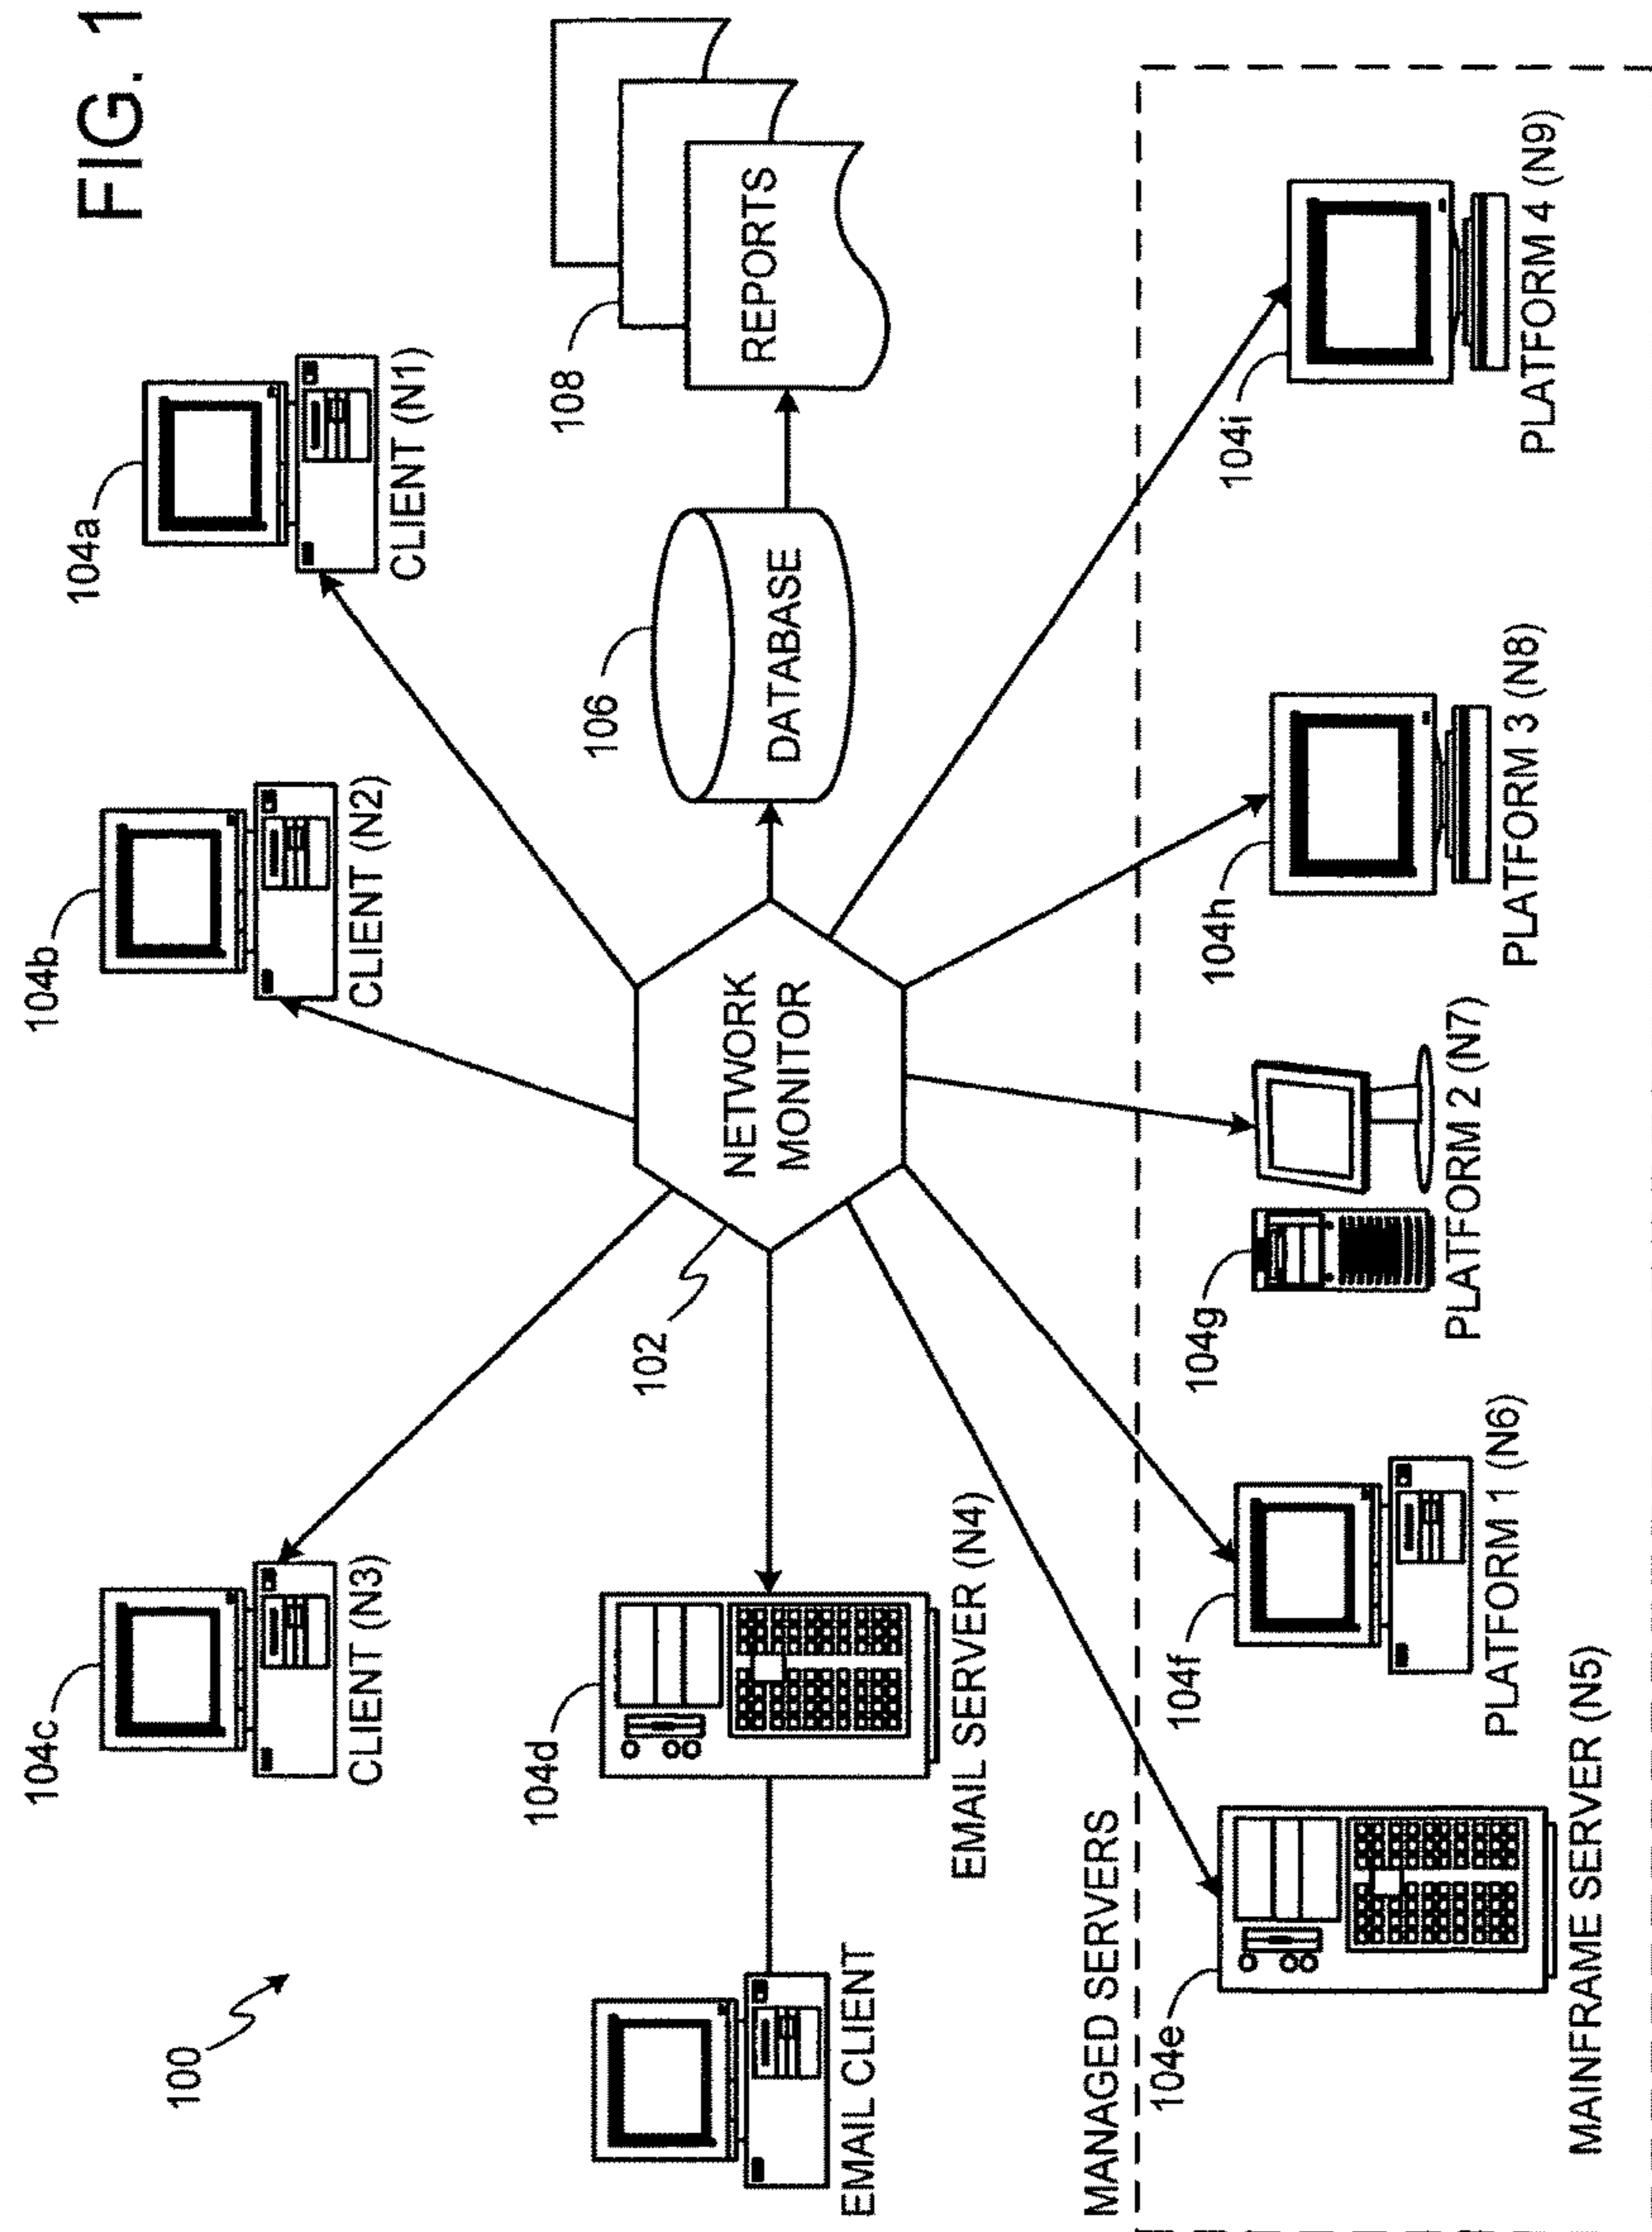 FIG. 1
100
104c
CLIENT (N3)
104b
CLIENT (N2)
104a
CLIENT (N1)
EMAIL CLIENT
104d
EMAIL SERVER (N4)
102
NETWORK
MONITOR
106
DATABASE
108
REPORTS
MANAGED SERVERS
104e
MAINFRAME SERVER (N5)
104f
PLATFORM 1 (N6)
104g
PLATFORM 2 (N7)
104h
PLATFORM 3 (N8)
104i
PLATFORM 4 (N9)